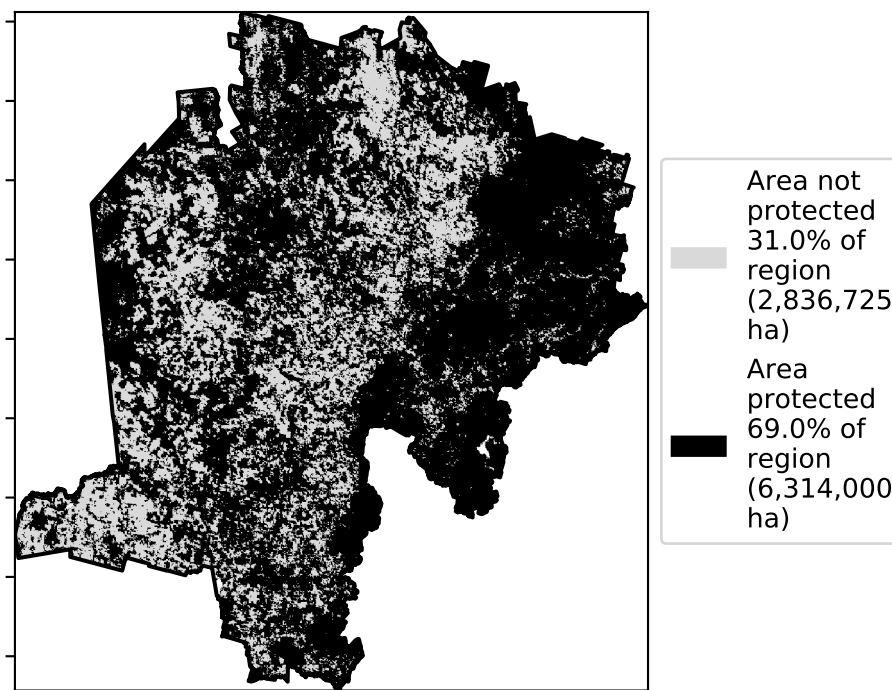 Area not
protected
31.0% of
region
(2,836,725
ha)
Area
protected
69.0% of
region
(6,314,000
ha)